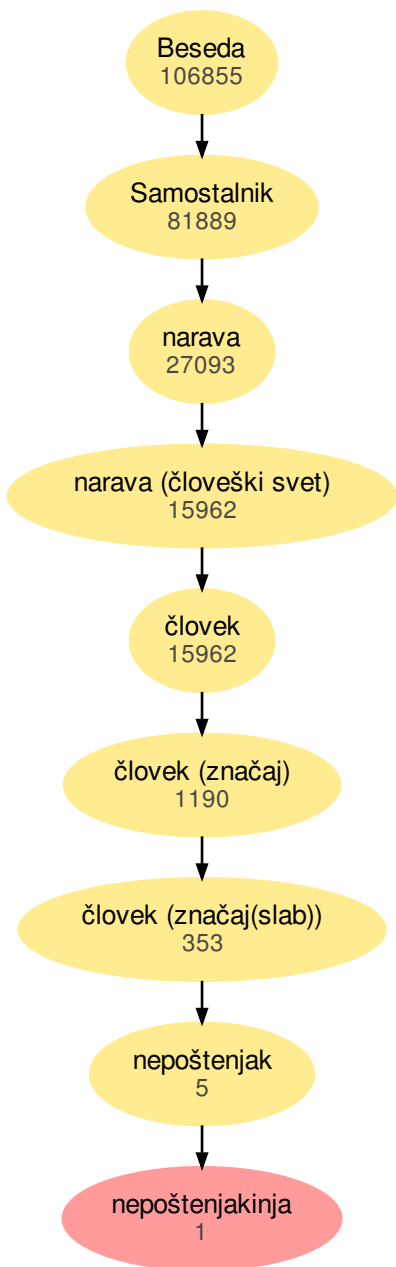 Beseda
106855
Samostalnik
81889
narava
27093
narava (človeški svet)
15962
človek
15962
človek (značaj)
1190
človek (značaj(slab))
353
nepoštenjak
5
nepoštenjakinja
1